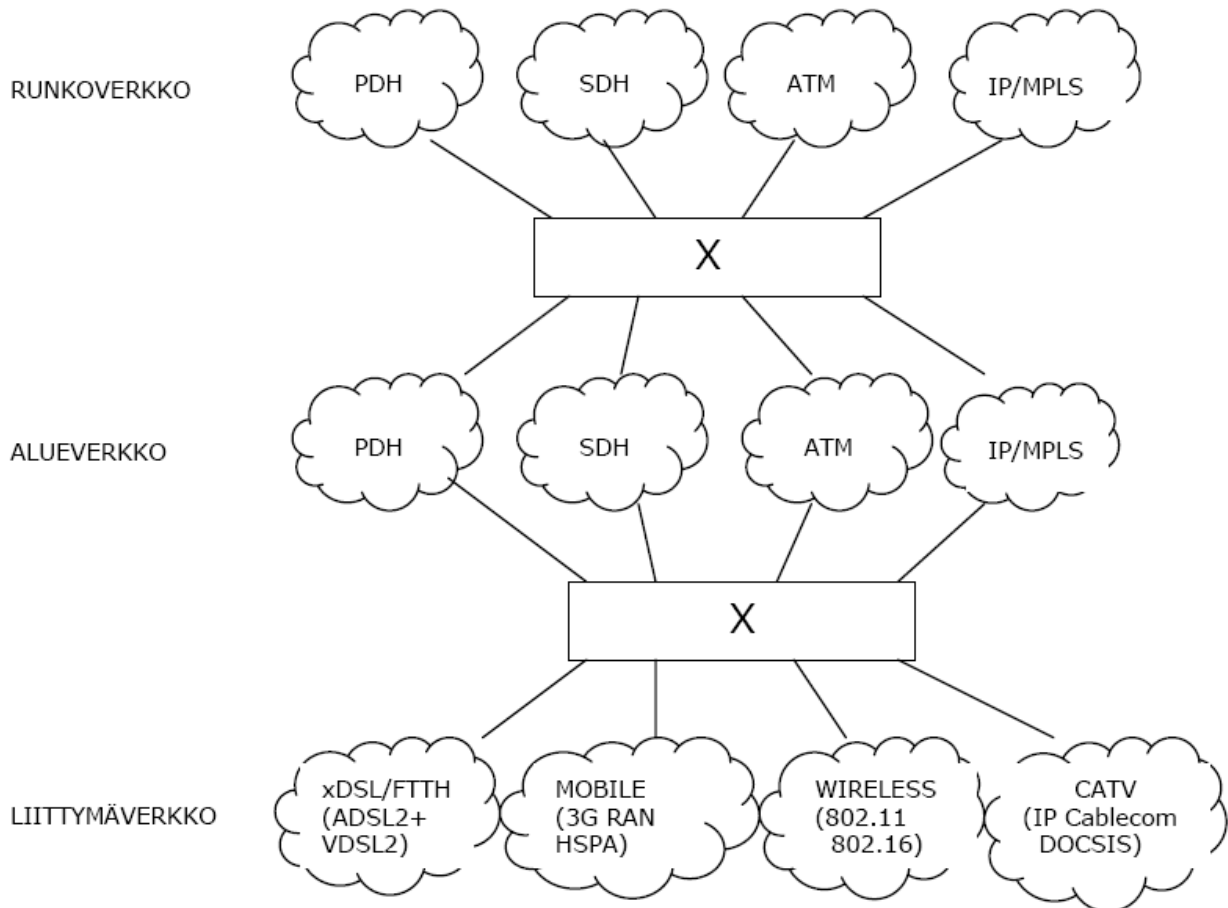 RUNKOVERKKO
PDH
SDH
ATM
IP/MPLS
X
ALUEVERKKO
PDH
SDH
ATM
IP/MPLS
X
LIITTYMÄVERKKO
xDSL/FTTH
(ADSL2+
VDSL2)
MOBILE
(3G RAN
HSPA)
WIRELESS
(802.11
802.16)
CATV
(IP Cablecom
DOCSIS)